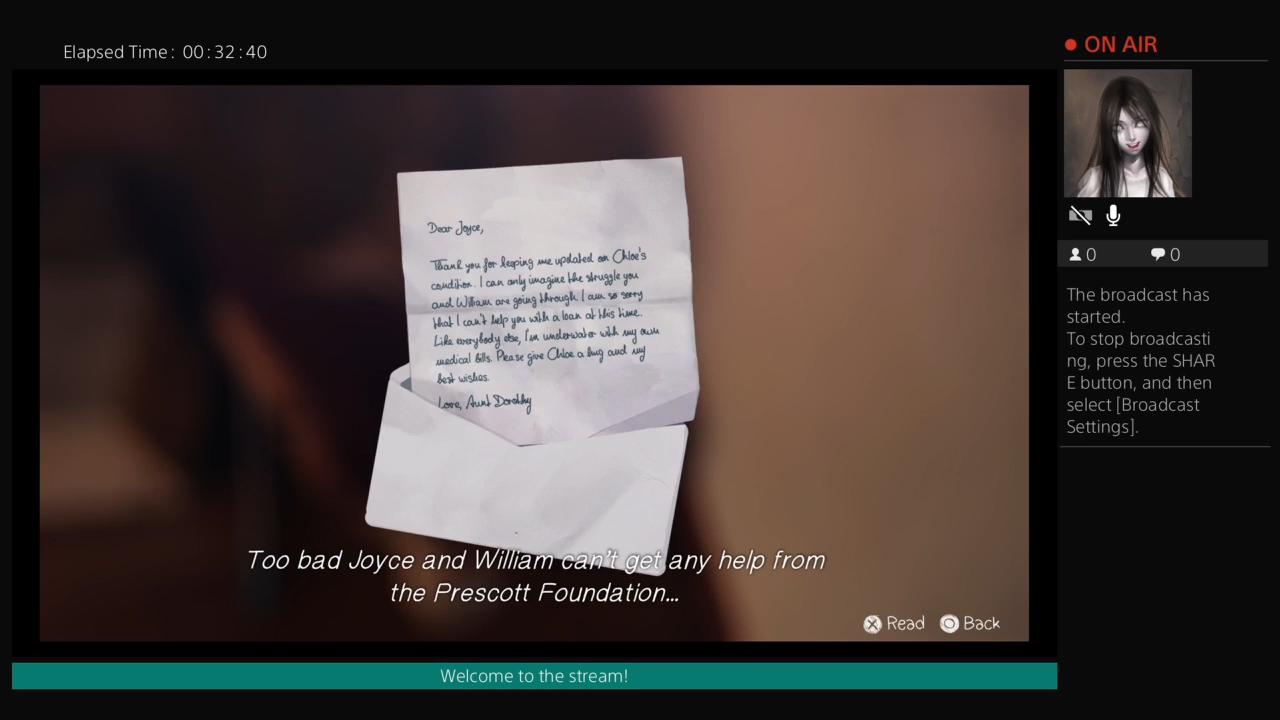 Elapsed Time: 00:32:40
ON AIR
Dear Joyce,
Thank you for keeping me updated on Chloe's
condition. I can only imagine the struggle you
and William are going through. I am so sorry
that I can't help you with a loan at this time.
Like everybody else, I'm underwater with my own
medical bills. Please give Chloe a hug and my
best wishes.
Love, Aunt Dorothy
Too bad Joyce and William can't get any help from
the Prescott Foundation...
Read Back
Welcome to the stream!
0 0
The broadcast has
started.
To stop broadcasti
ng, press the SHAR
E button, and then
select [Broadcast
Settings].